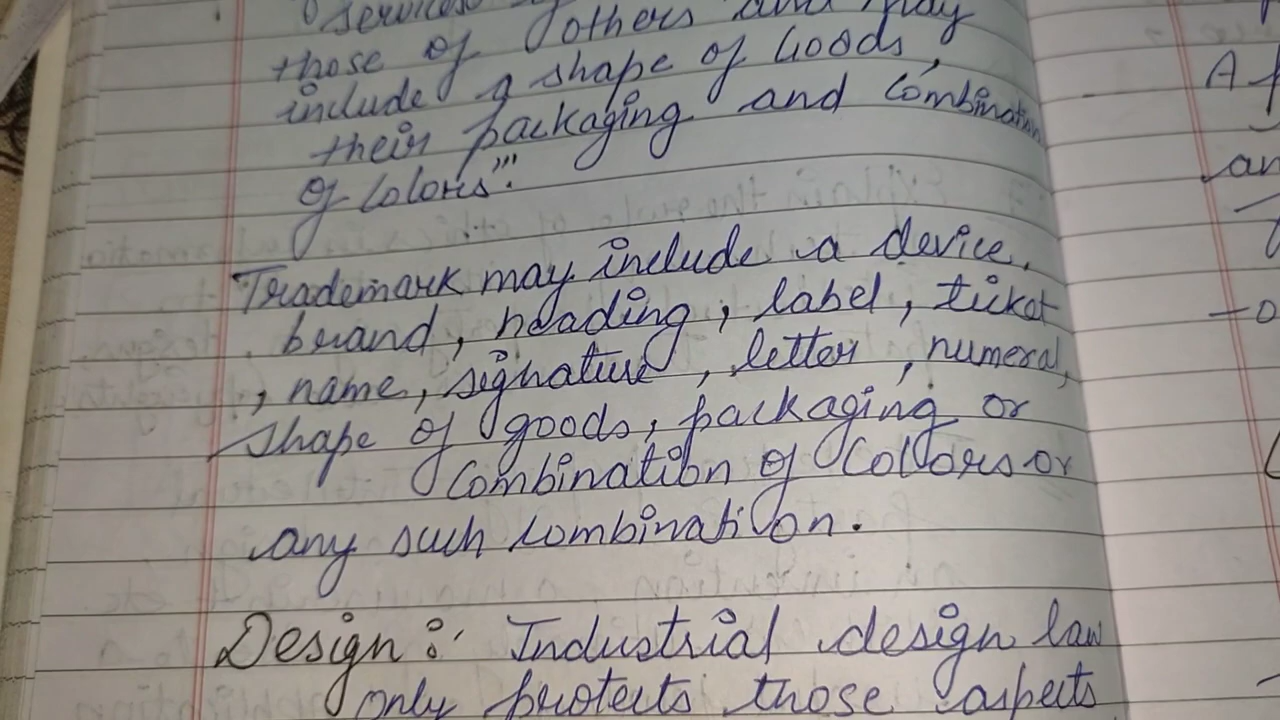 services
those of others and may
include a shape of Goods,
their packaging and combination
of Colors"'.
Trademark may include a device,
brand, heading, label, ticket
, name, signature, letter, numeral,
shape of goods, packaging or
Combination of Colors or
any such combination.
Design: Industrial design law
only protects those aspects
A
an